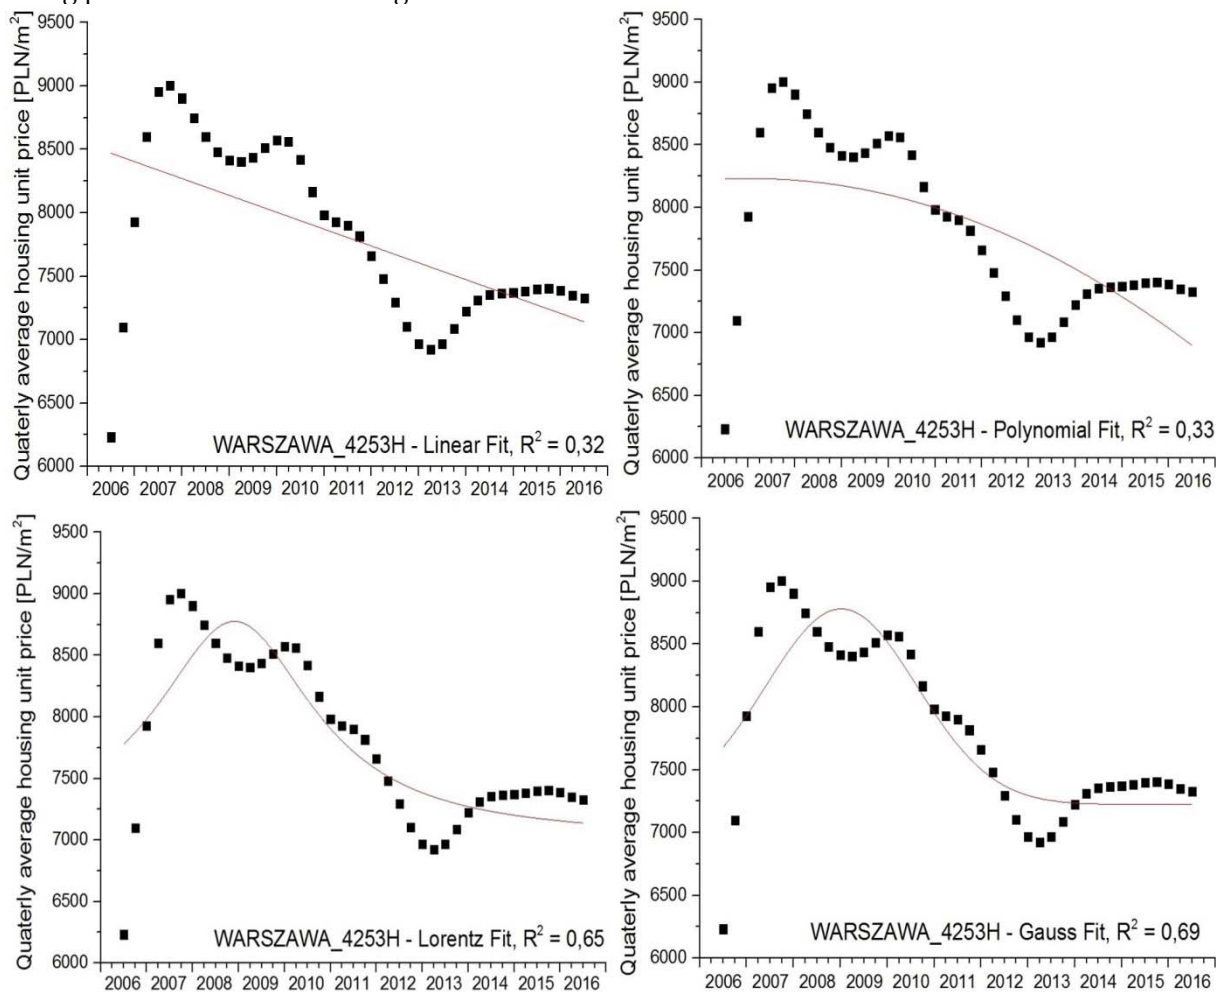 Quaterly average housing unit price [PLN/m²]
9500
9000
8500
8000
7500
7000
6500
6000
WARSZAWA_4253H - Linear Fit, R² = 0,32
2006 2007 2008 2009 2010 2011 2012 2013 2014 2015 2016
Quaterly average housing unit price [PLN/m²]
9500
9000
8500
8000
7500
7000
6500
6000
WARSZAWA_4253H - Polynomial Fit, R² = 0,33
2006 2007 2008 2009 2010 2011 2012 2013 2014 2015 2016
Quaterly average housing unit price [PLN/m²]
9500
9000
8500
8000
7500
7000
6500
6000
WARSZAWA_4253H - Lorentz Fit, R² = 0,65
2006 2007 2008 2009 2010 2011 2012 2013 2014 2015 2016
Quaterly average housing unit price [PLN/m²]
9500
9000
8500
8000
7500
7000
6500
6000
WARSZAWA_4253H - Gauss Fit, R² = 0,69
2006 2007 2008 2009 2010 2011 2012 2013 2014 2015 2016